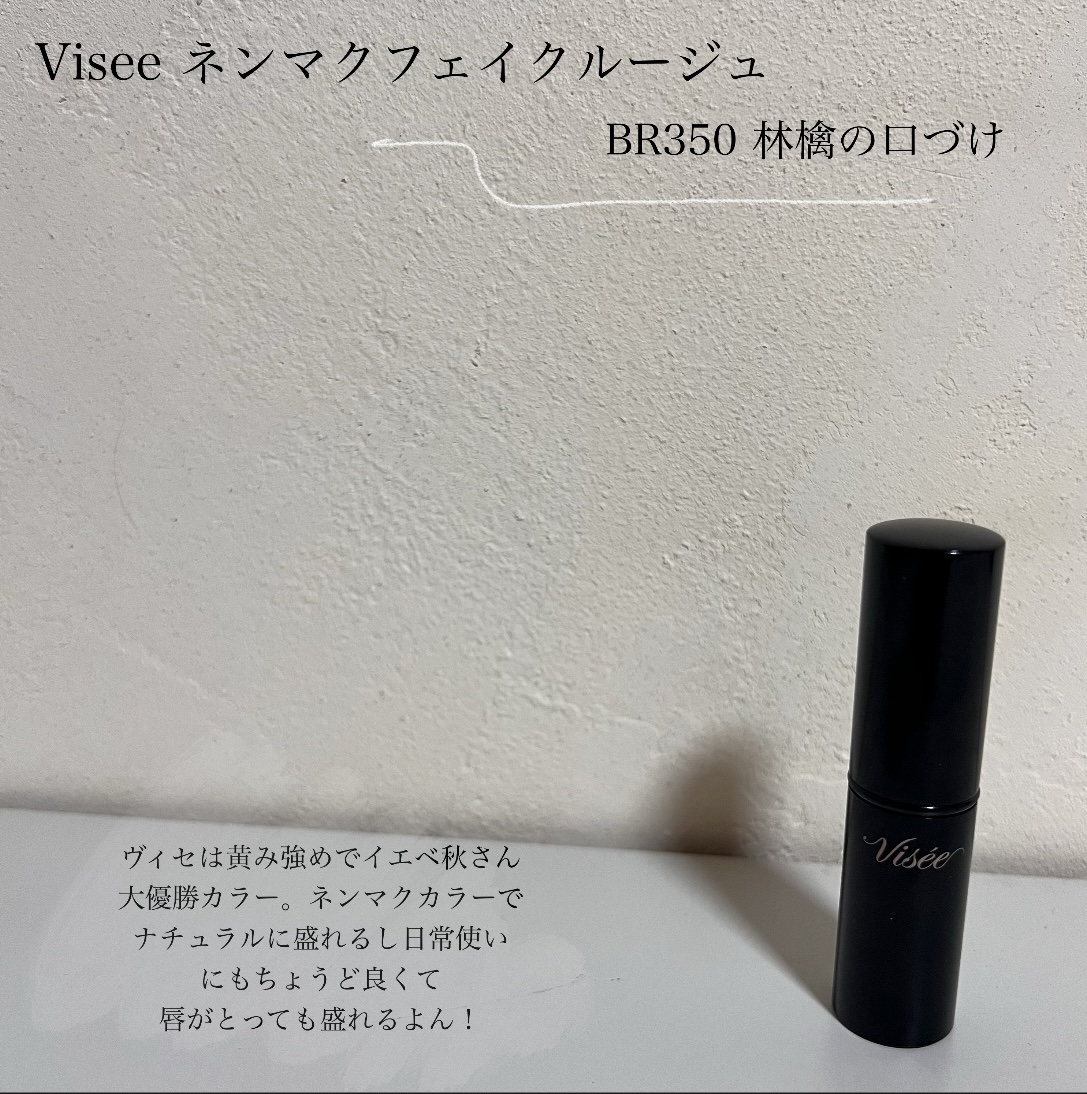 Visee ネンマクフェイクルージュ
BR350 林檎の口づけ
Visée
ヴィセは黄み強めでイエベ秋さん
大優勝カラー。ネンマクカラーで
ナチュラルに盛れるし日常使い
にもちょうど良くて
唇がとっても盛れるよん！